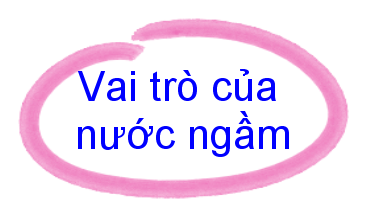 Vai trò của
nước ngầm